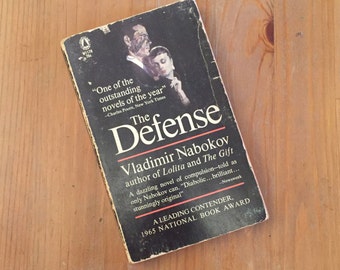 "One of the
outstanding
novels of the year"
—Charles Poore, New York Times
The
Defense
Vladimir Nabokov
author of Lolita and The Gift
A dazzling novel of compulsion—told as
only Nabokov can. "Diabolic... brilliant...
stunningly original" —Newsweek
A LEADING CONTENDER,
1965 NATIONAL BOOK AWARD